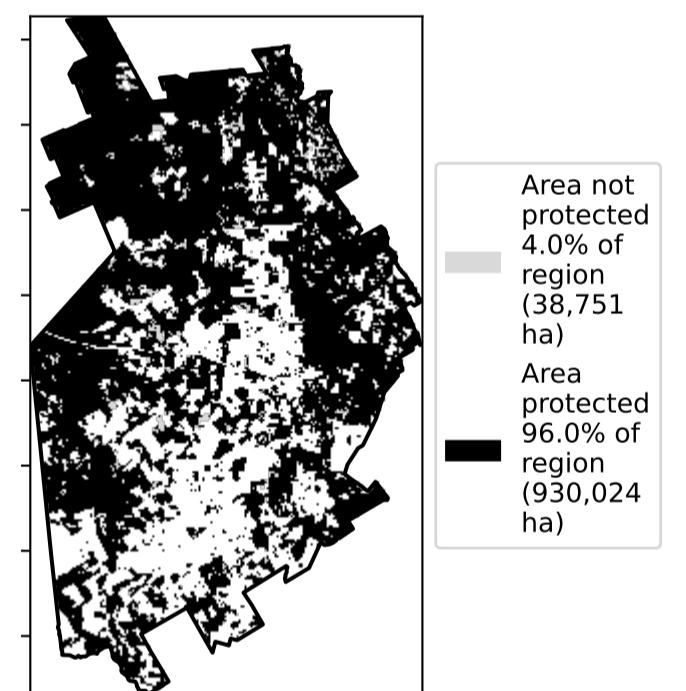 Area not
protected
4.0% of
region
(38,751
ha)
Area
protected
96.0% of
region
(930,024
ha)